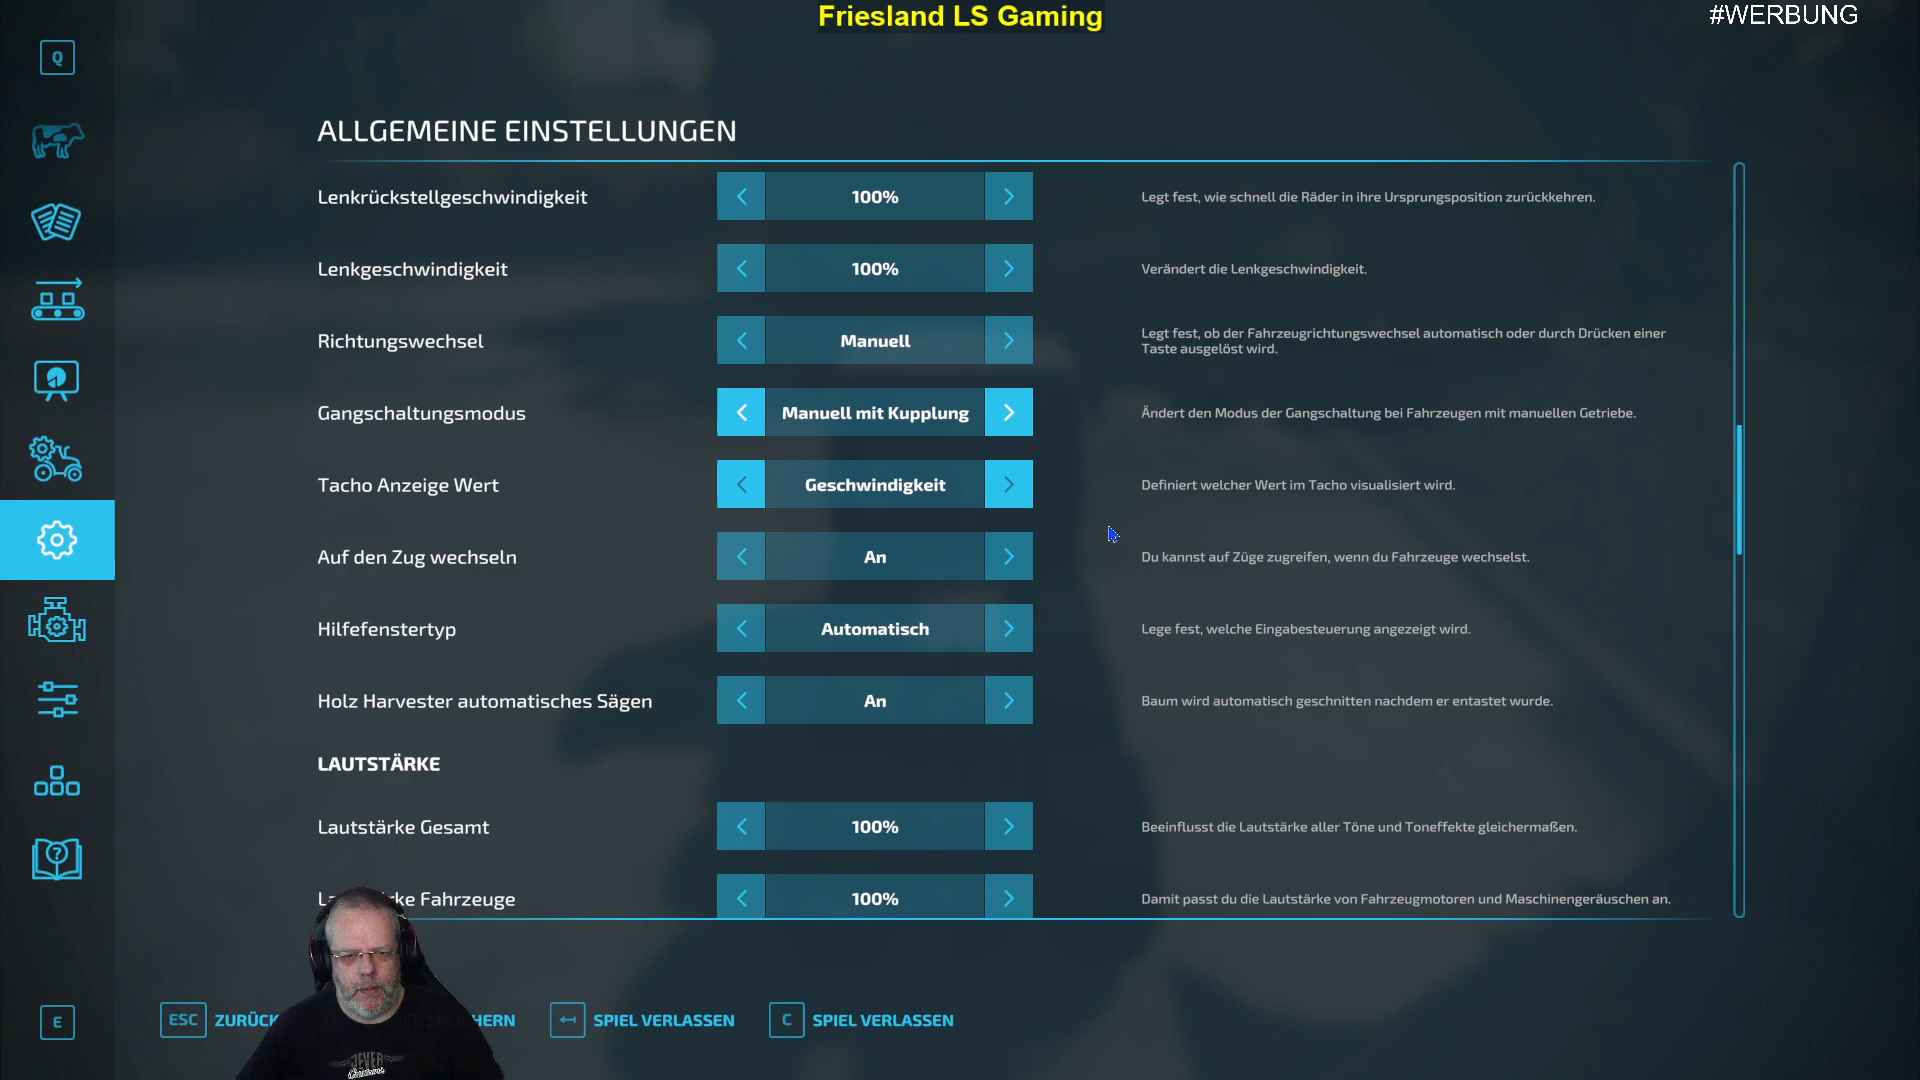 Friesland LS Gaming
#WERBUNG
Q
ALLGEMEINE EINSTELLUNGEN
Lenkrückstellgeschwindigkeit
100%
Legt fest, wie schnell die Räder in ihre Ursprungsposition zurückkehren.
Lenkgeschwindigkeit
100%
Verändert die Lenkgeschwindigkeit.
Richtungswechsel
Manuell
Legt fest, ob der Fahrzeugrichtungswechsel automatisch oder durch Drücken einer
Taste ausgelöst wird.
Gangschaltungsmodus
Manuell mit Kupplung
Ändert den Modus der Gangschaltung bei Fahrzeugen mit manuellen Getriebe.
Tacho Anzeige Wert
Geschwindigkeit
Definiert welcher Wert im Tacho visualisiert wird.
Auf den Zug wechseln
An
Du kannst auf Züge zugreifen, wenn du Fahrzeuge wechselst.
Hilfefenstertyp
Automatisch
Lege fest, welche Eingabesteuerung angezeigt wird.
Holz Harvester automatisches Sägen
An
Baum wird automatisch geschnitten nachdem er entastet wurde.
LAUTSTÄRKE
Lautstärke Gesamt
100%
Beeinflusst die Lautstärke aller Töne und Toneffekte gleichermaßen.
Fahrzeuge
100%
Damit passt du die Lautstärke von Fahrzeugmotoren und Maschinengeräuschen an.
E
ESC ZURÜCK
SPIEL VERLASSEN
C SPIEL VERLASSEN
JEVER